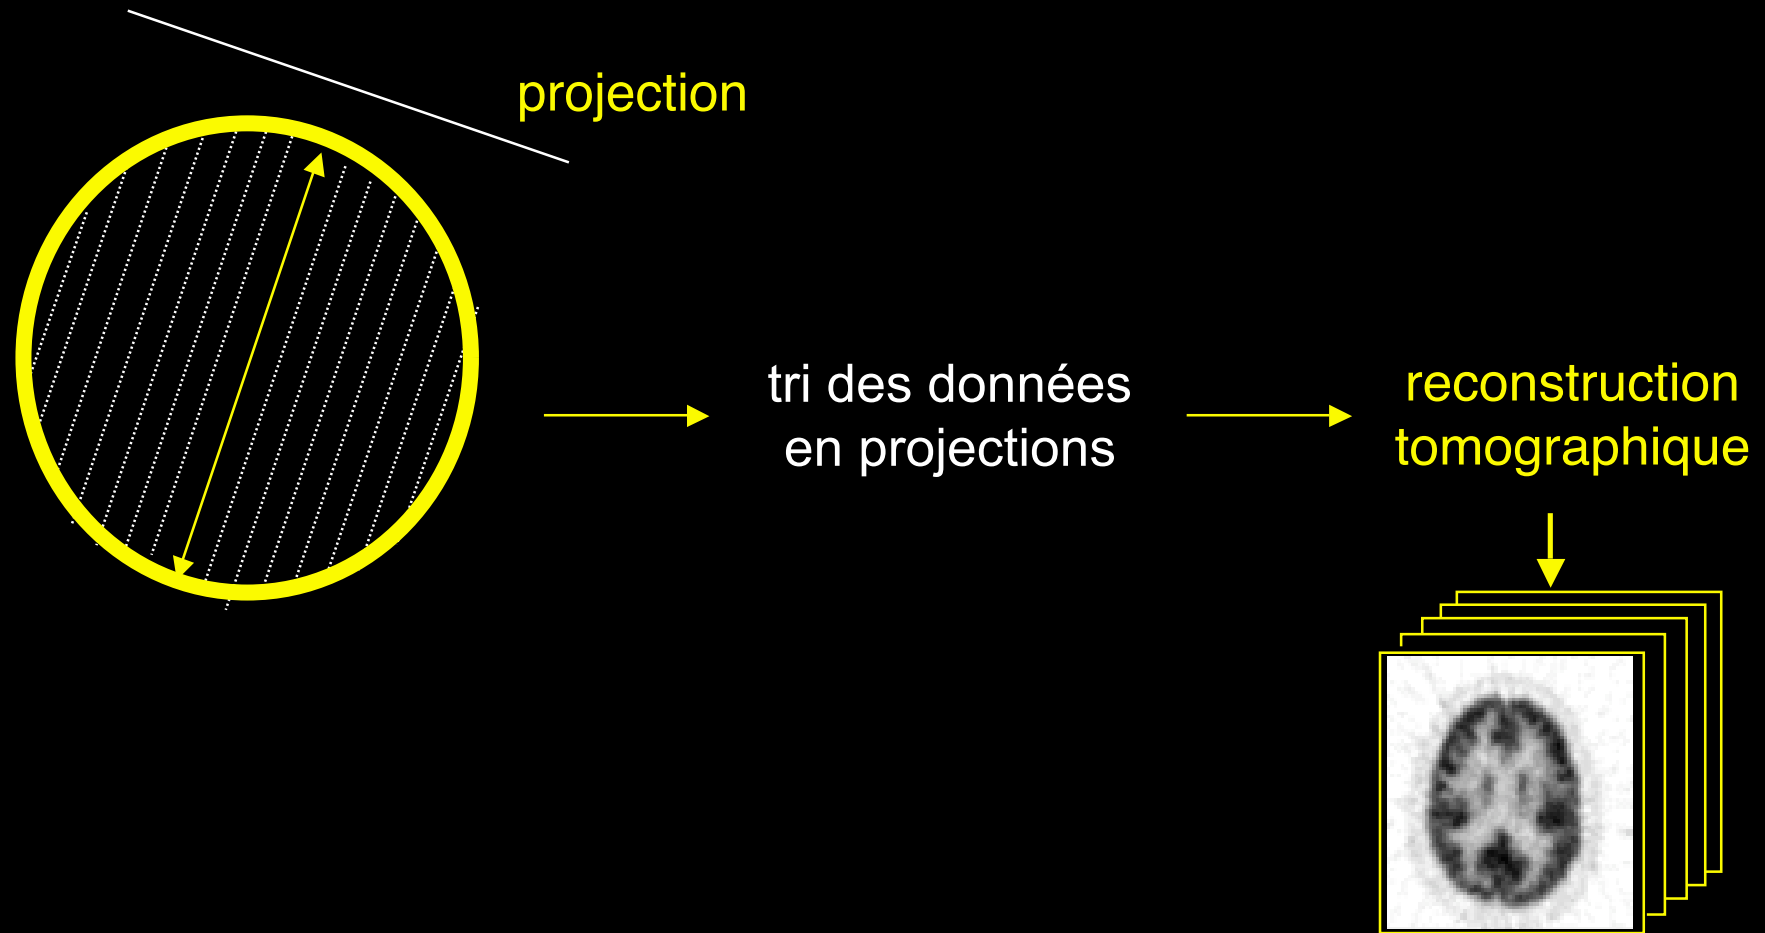 projection
tri des données
en projections
reconstruction
tomographique